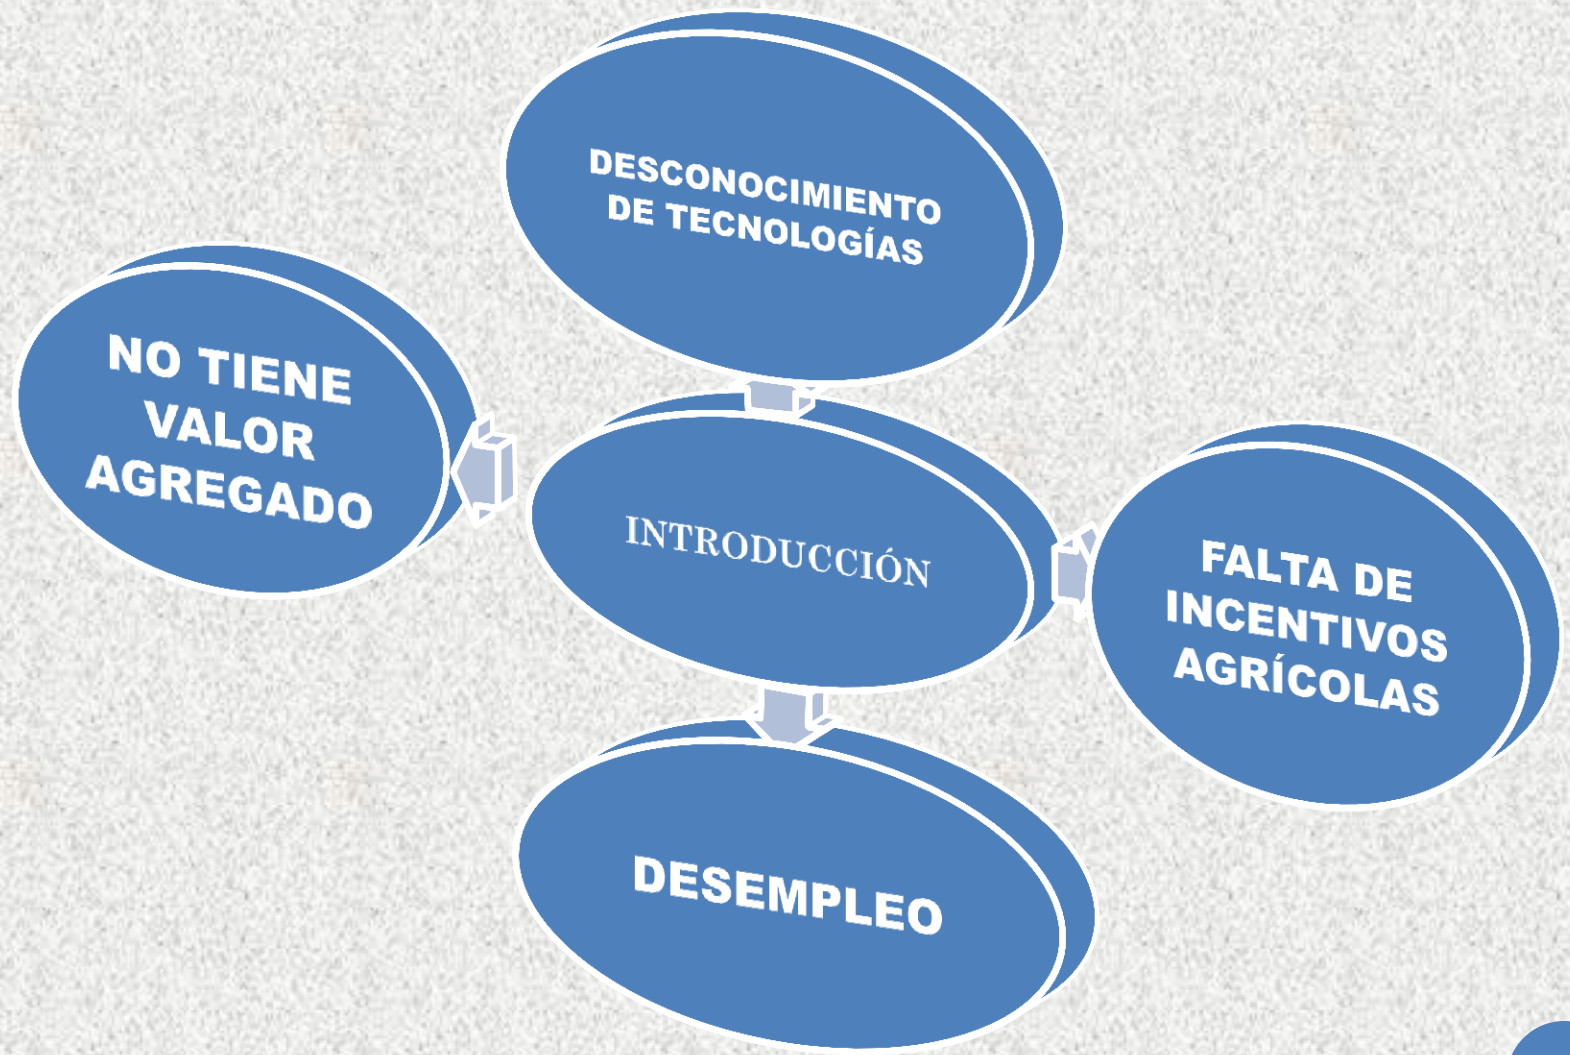 DESCONOCIMIENTO
DE TECNOLOGÍAS
NO TIENE
VALOR
AGREGADO
INTRODUCCIÓN
FALTA DE
INCENTIVOS
AGRÍCOLAS
DESEMPLEO